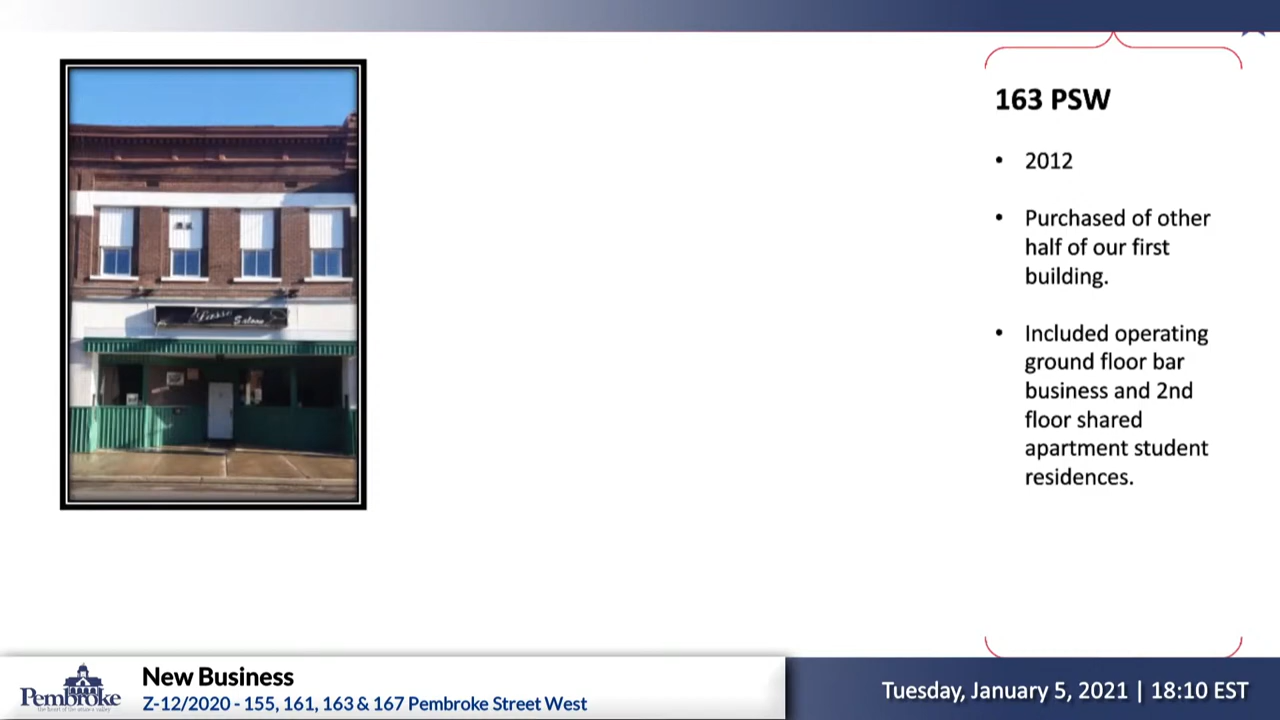 163 PSW
• 2012
• Purchased of other
half of our first
building.
• Included operating
ground floor bar
business and 2nd
floor shared
apartment student
residences.
Saloon
Pembroke
New Business
Z-12/2020 - 155, 161, 163 & 167 Pembroke Street West
Tuesday, January 5, 2021 | 18:10 EST